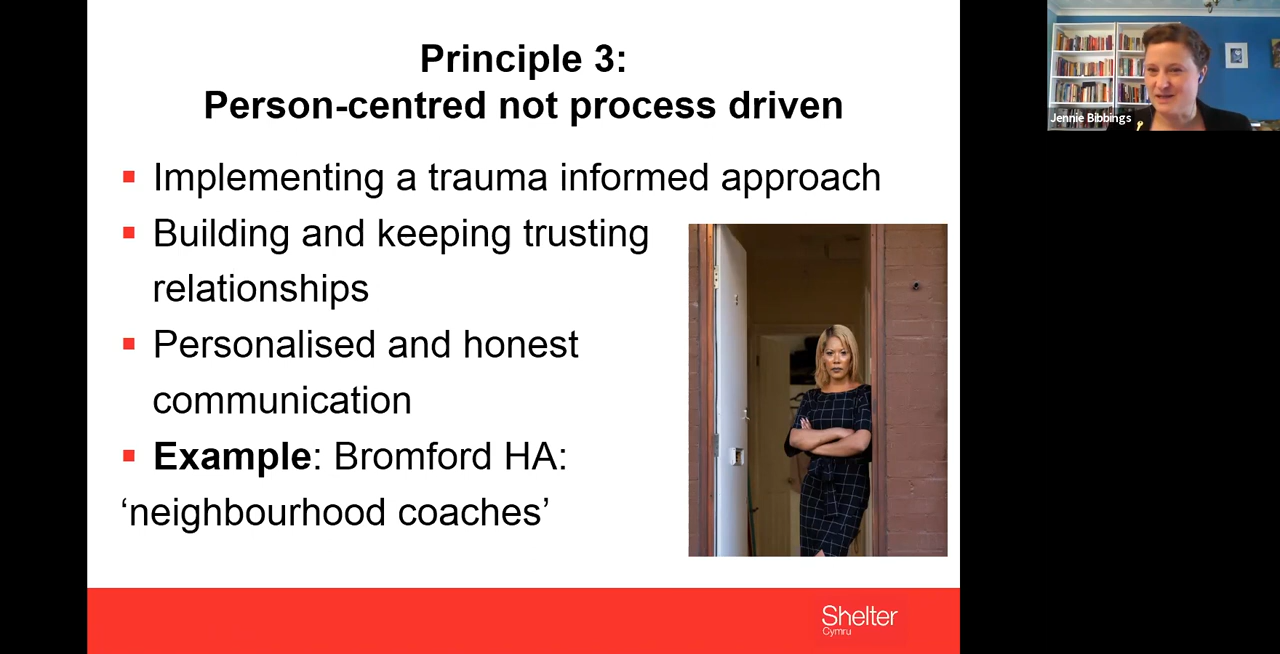 Principle 3:
Person-centred not process driven
Implementing a trauma informed approach
Building and keeping trusting
relationships
Personalised and honest
communication
Example: Bromford HA:
‘neighbourhood coaches’
Shelter
Cymru
Jennie Bibbings